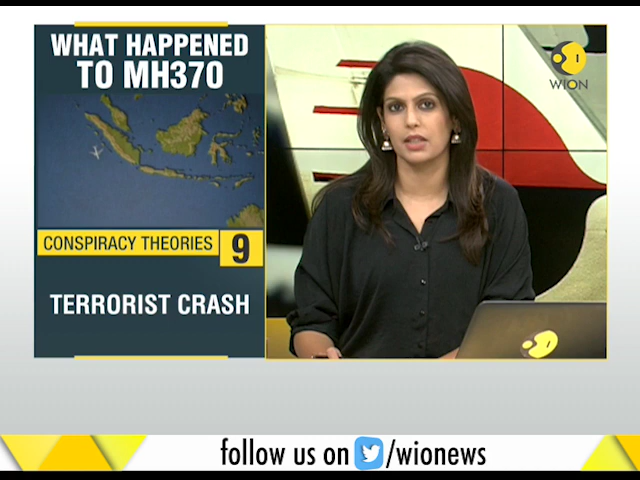 WHAT HAPPENED
TO MH370
WION
CONSPIRACY THEORIES 9
TERRORIST CRASH
follow us on /wionews